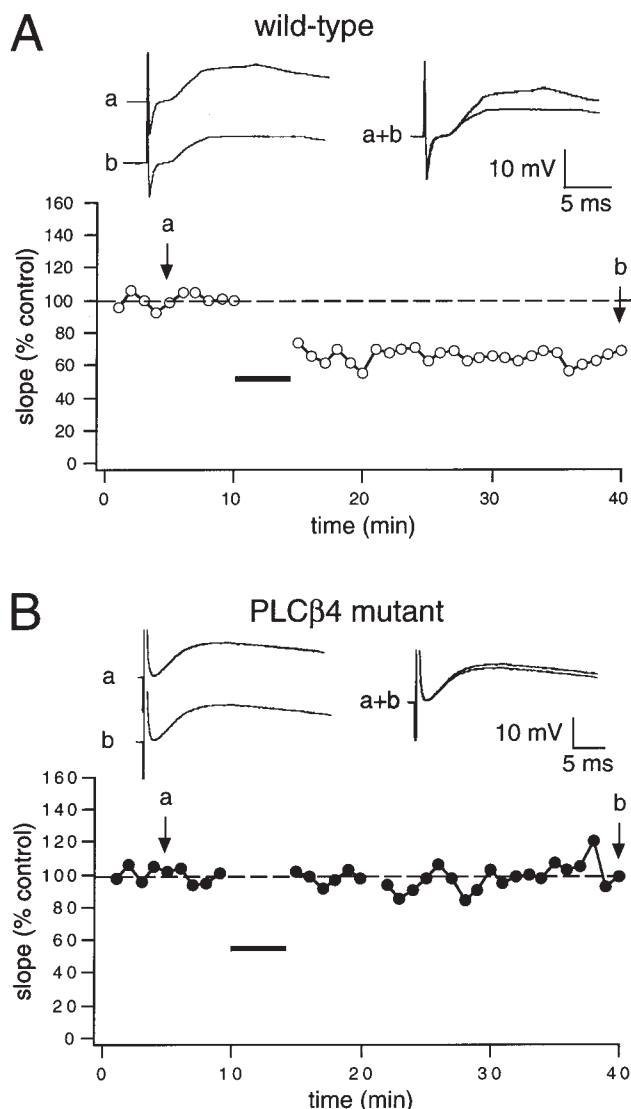 A
wild-type
a
b
a+b
10 mV
5 ms
160
140
120
100
80
60
40
20
0
slope (% control)
a
b
0
10
20
30
40
time (min)
B
PLCβ4 mutant
a
b
a+b
10 mV
5 ms
160
140
120
100
80
60
40
20
0
slope (% control)
a
b
0
10
20
30
40
time (min)